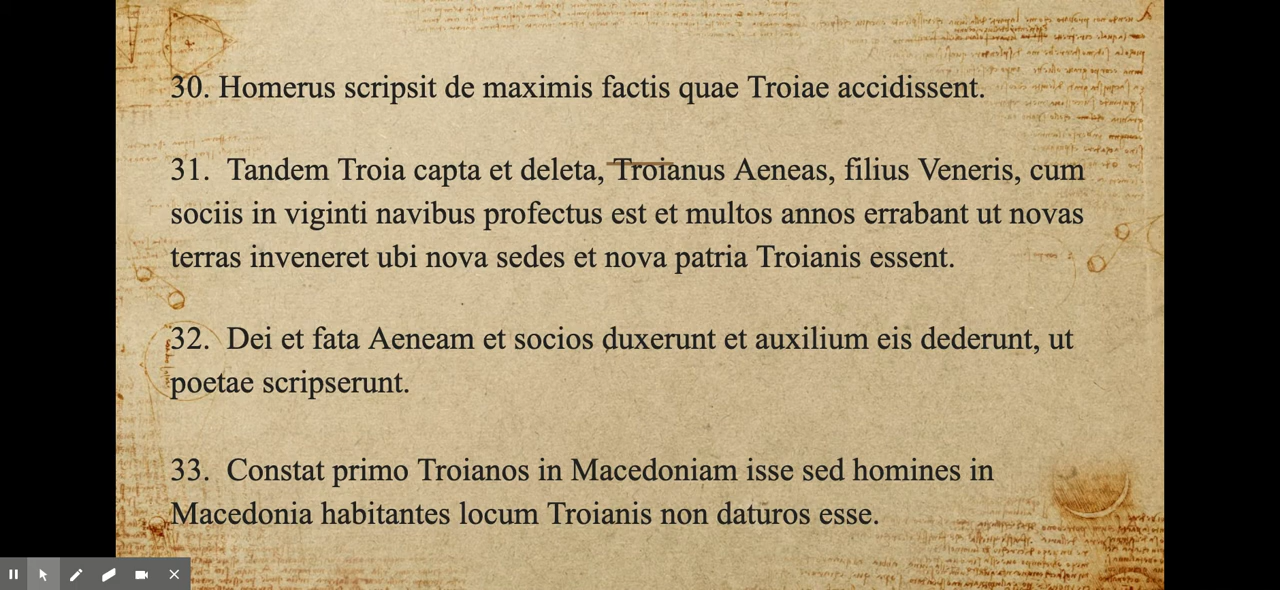 30. Homerus scripsit de maximis factis quae Troiae accidissent.
31. Tandem Troia capta et deleta, Troianus Aeneas, filius Veneris, cum
sociis in viginti navibus profectus est et multos annos errabant ut novas
terras inveneret ubi nova sedes et nova patria Troianis essent.
32. Dei et fata Aeneam et socios duxerunt et auxilium eis dederunt, ut
poetae scripserunt.
33. Constat primo Troianos in Macedoniam isse sed homines in
Macedonia habitantes locum Troianis non daturos esse.